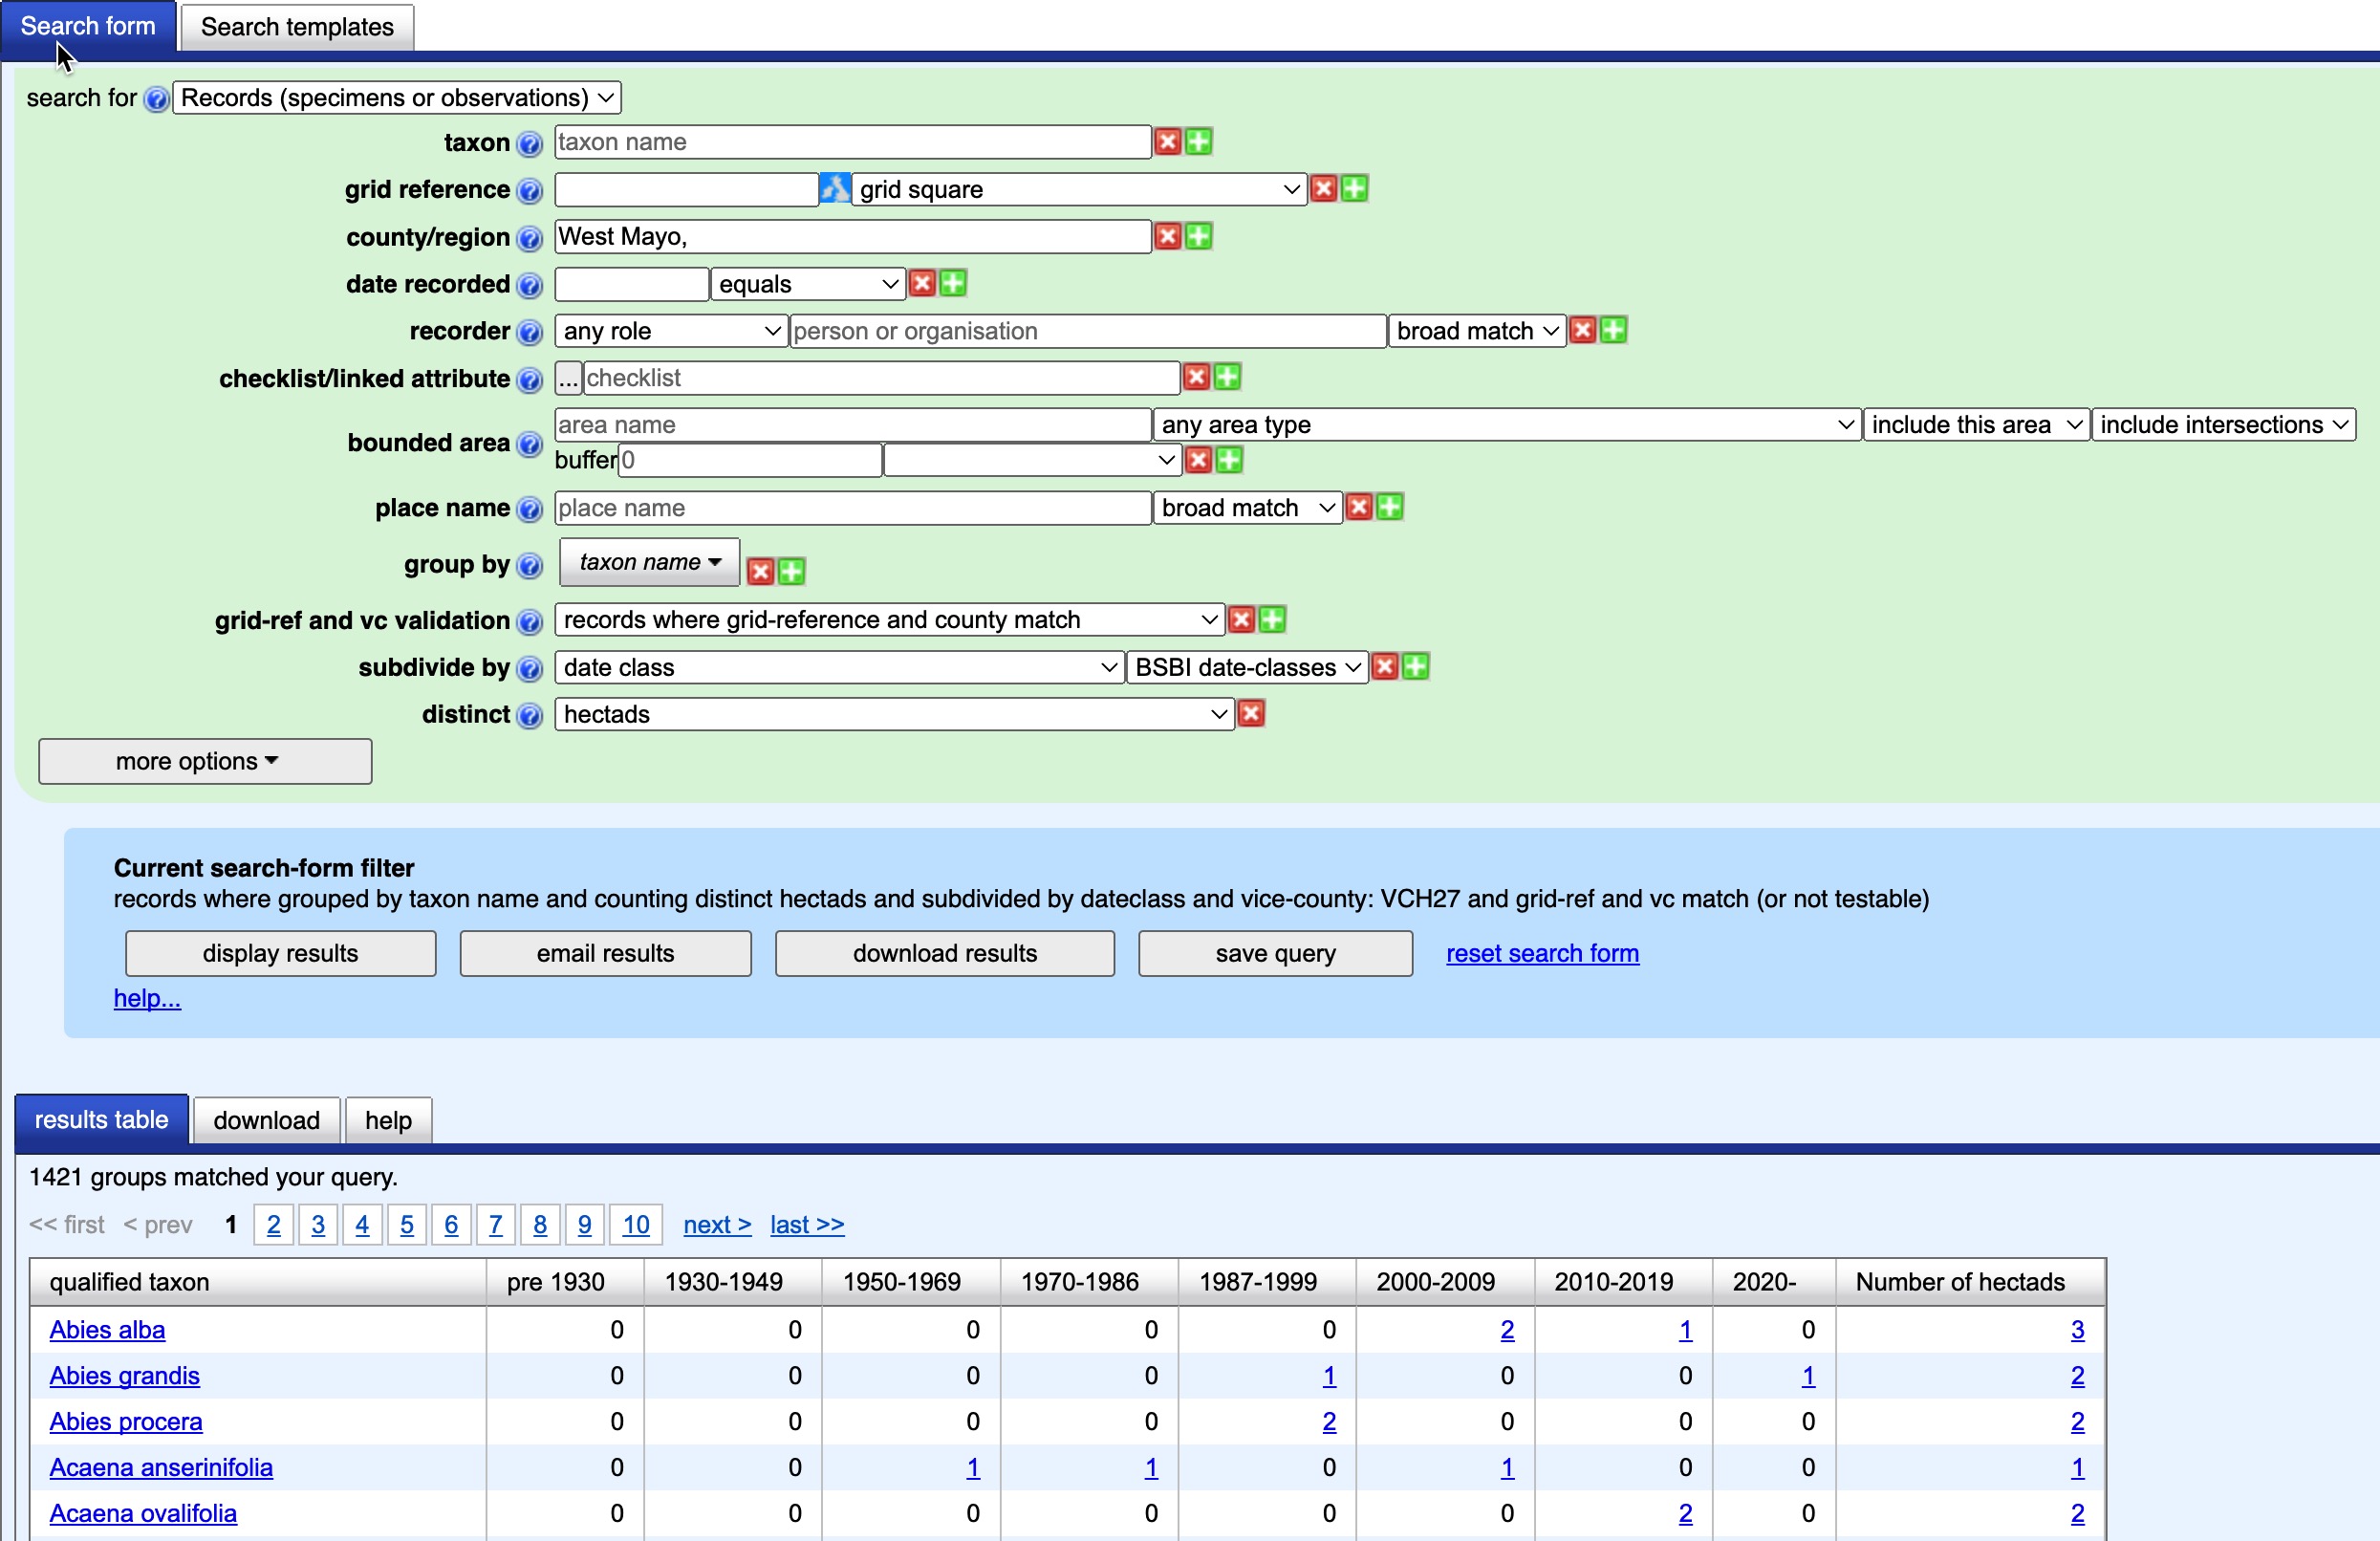 Search form Search templates
search for Records (specimens or observations)
taxon taxon name
grid reference grid square
county/region West Mayo,
date recorded equals
recorder any role person or organisation broad match
checklist/linked attribute ... checklist
bounded area area name any area type include this area include intersections
buffer 0
place name place name broad match
group by taxon name
grid-ref and vc validation records where grid-reference and county match
subdivide by date class BSBI date-classes
distinct hectads
more options
Current search-form filter
records where grouped by taxon name and counting distinct hectads and subdivided by dateclass and vice-county: VCH27 and grid-ref and vc match (or not testable)
display results email results download results save query reset search form
help...
results table download help
1421 groups matched your query.
<< first < prev 1 2 3 4 5 6 7 8 9 10 next > last >>
qualified taxon pre 1930 1930-1949 1950-1969 1970-1986 1987-1999 2000-2009 2010-2019 2020- Number of hectads
Abies alba 0 0 0 0 0 2 1 0 3
Abies grandis 0 0 0 0 1 0 0 1 2
Abies procera 0 0 0 0 2 0 0 0 2
Acaena anserinifolia 0 0 1 1 0 1 0 0 1
Acaena ovalifolia 0 0 0 0 0 0 2 0 2